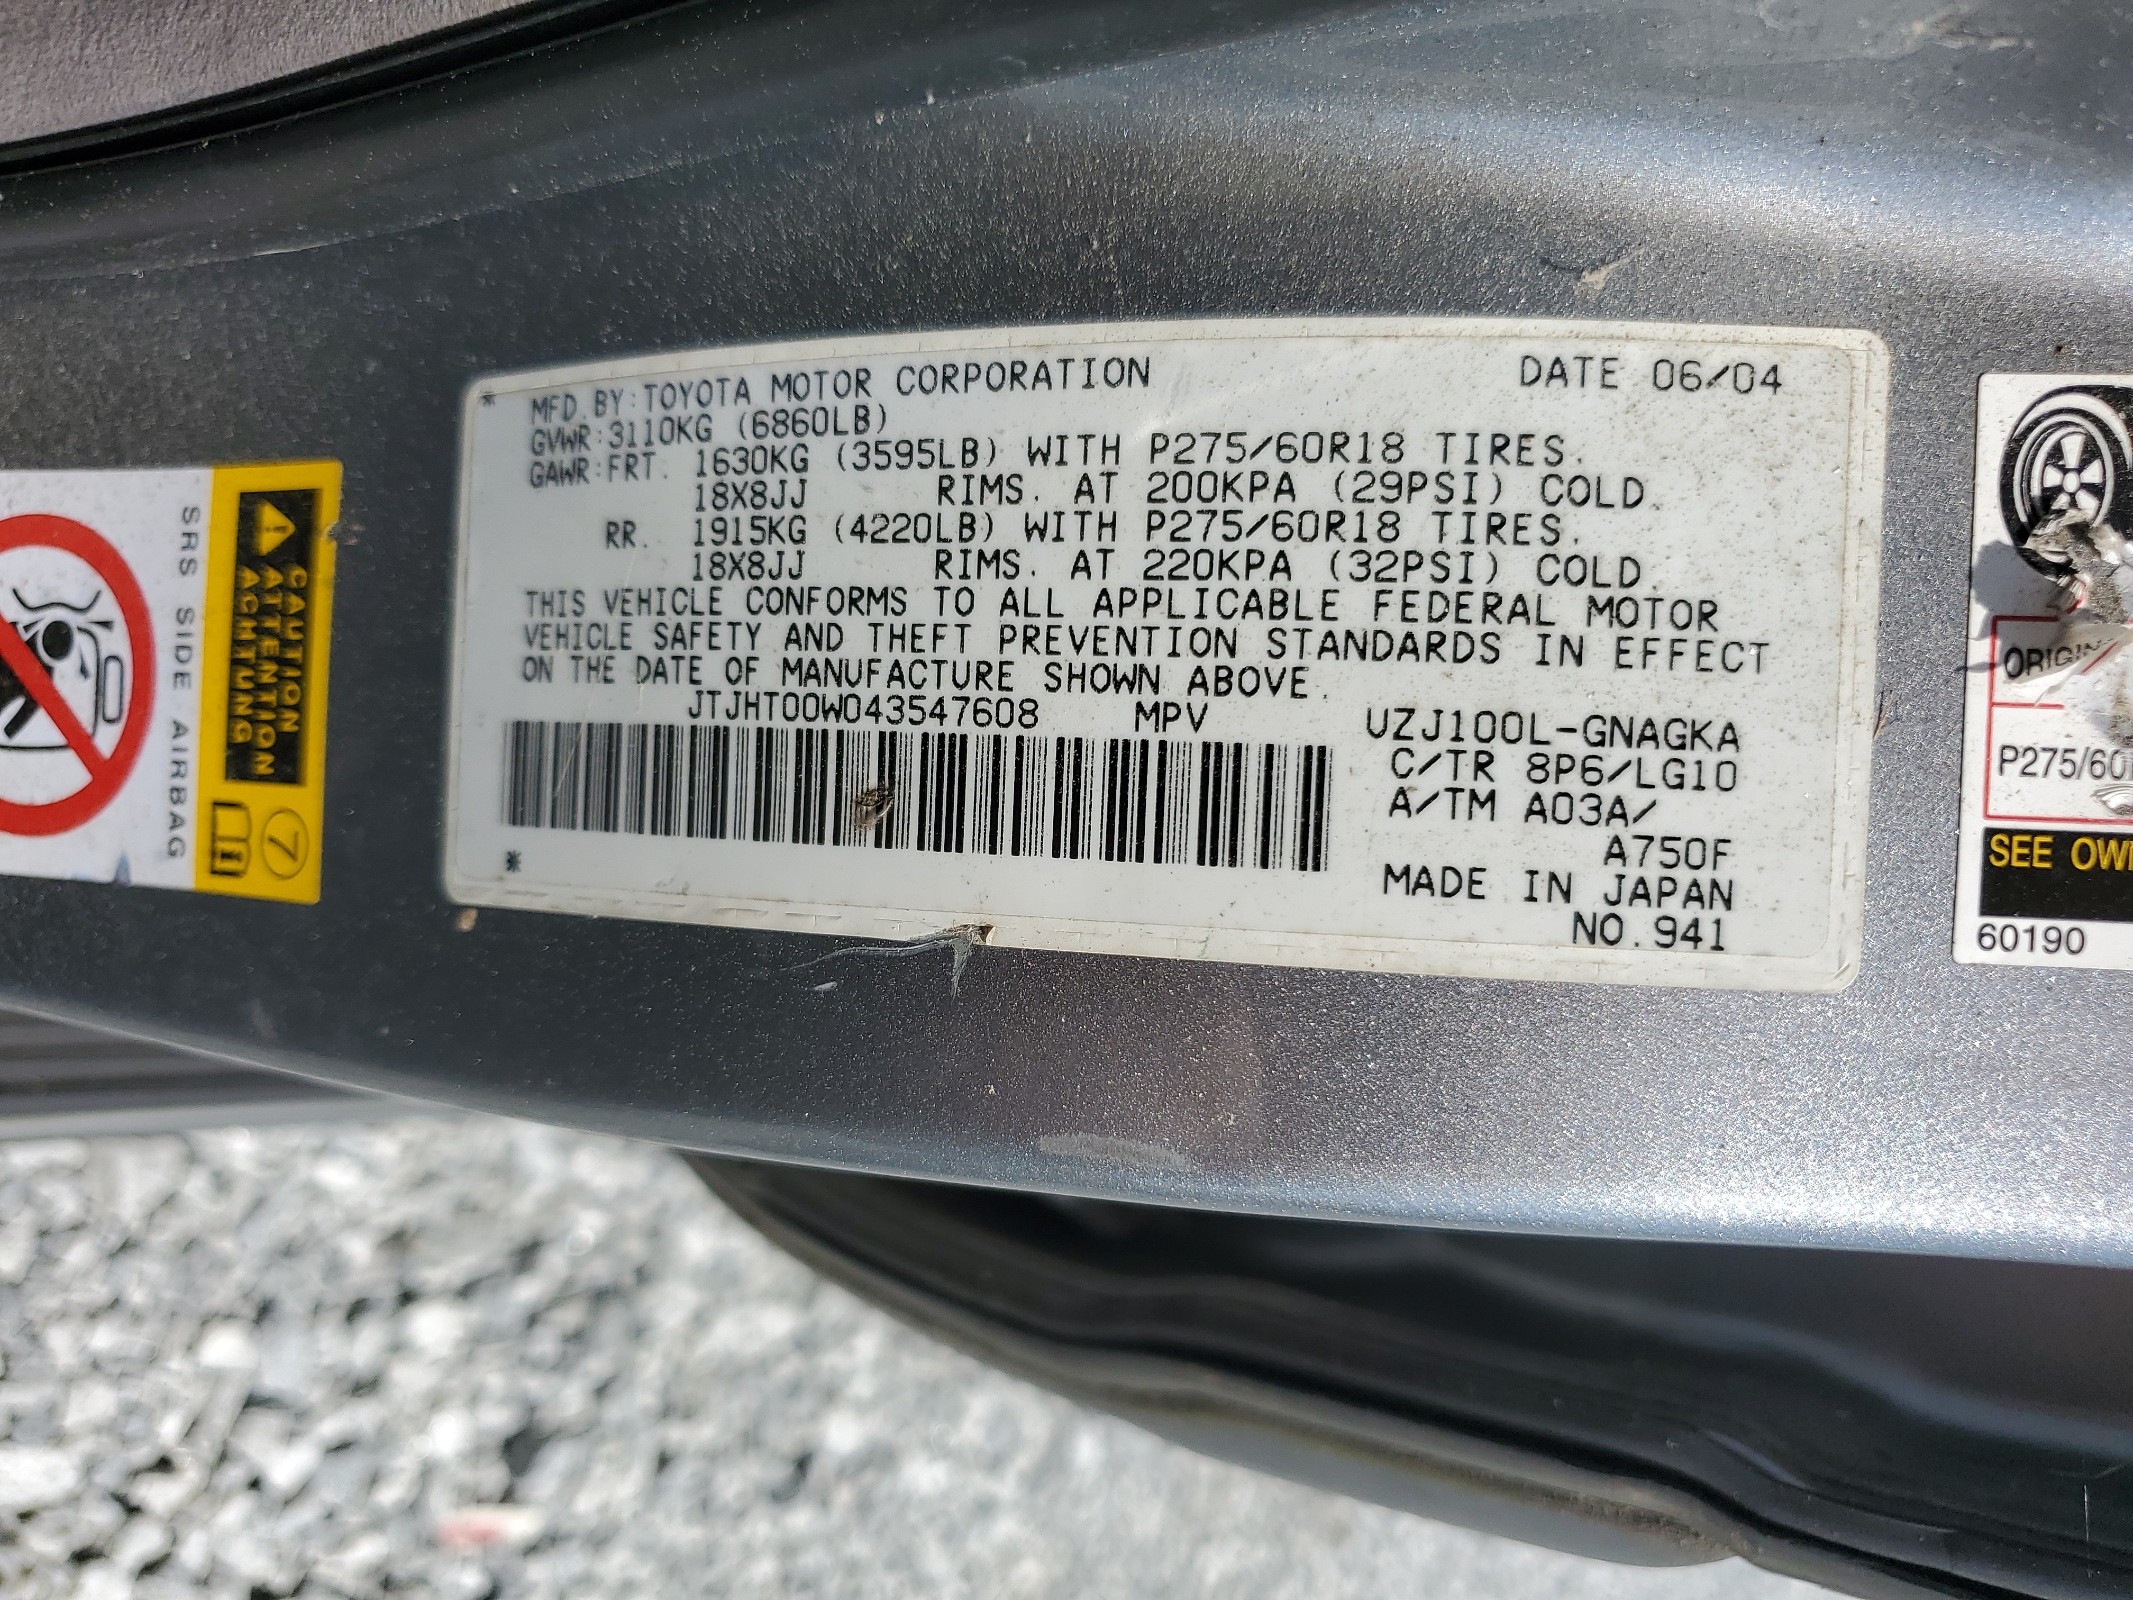 MFD. BY: TOYOTA MOTOR CORPORATION DATE 06/04
GVWR: 3110KG (6860LB)
GAWR: FRT. 1630KG (3595LB) WITH P275/60R18 TIRES.
18X8JJ RIMS. AT 200KPA (29PSI) COLD.
RR. 1915KG (4220LB) WITH P275/60R18 TIRES.
18X8JJ RIMS. AT 220KPA (32PSI) COLD.
THIS VEHICLE CONFORMS TO ALL APPLICABLE FEDERAL MOTOR
VEHICLE SAFETY AND THEFT PREVENTION STANDARDS IN EFFECT
ON THE DATE OF MANUFACTURE SHOWN ABOVE.
JTJHT00W043547608 MPV UZJ100L-GNAGKA
C/TR 8P6/LG10
A/TM A03A/
A750F
MADE IN JAPAN
NO. 941
CAUTION
ATTENTION
ACHTUNG
7
SRS SIDE AIRBAG
ORIGIN
P275/60
SEE OW
60190